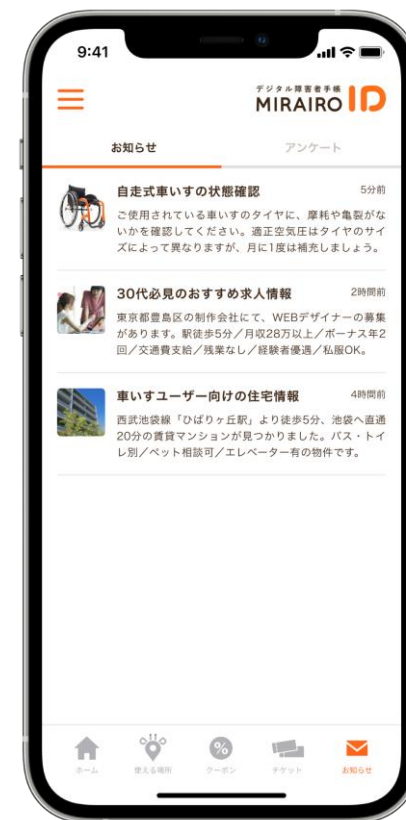 9:41
デジタル障害者手帳
MIRAIRO ID
お知らせ
アンケート
自走式車いすの状態確認
5分前
ご使用されている車いすのタイヤに、摩耗や亀裂がな
いかを確認してください。適正空気圧はタイヤのサイ
ズによって異なりますが、月に1度は補充しましょう。
30代必見のおすすめ求人情報
2時間前
東京都豊島区の制作会社にて、WEBデザイナーの募集
があります。駅徒歩5分／月収28万以上／ボーナス年2
回／交通費支給／残業なし／経験者優遇／私服OK。
車いすユーザー向けの住宅情報
4時間前
西武池袋線「ひばりヶ丘駅」より徒歩5分、池袋へ直通
20分の賃貸マンションが見つかりました。バス・トイ
レ別／ペット相談可／エレベーター有の物件です。
ホーム
使える場所
クーポン
チケット
お知らせ